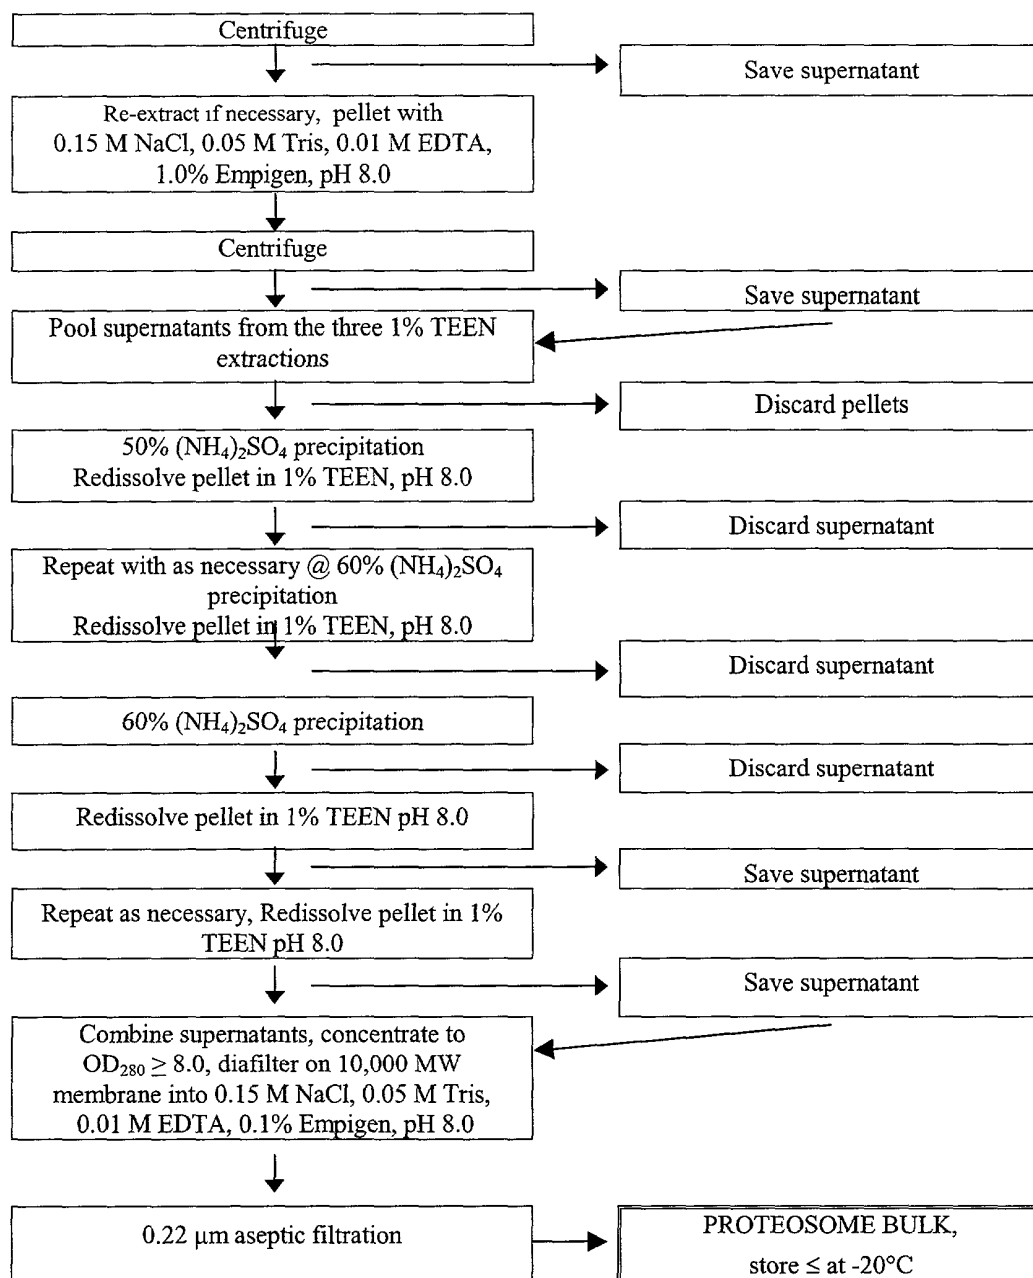 Centrifuge
Save supernatant
Re-extract if necessary, pellet with
0.15 M NaCl, 0.05 M Tris, 0.01 M EDTA,
1.0% Empigen, pH 8.0
Centrifuge
Save supernatant
Pool supernatants from the three 1% TEEN
extractions
Discard pellets
50% (NH₄)₂SO₄ precipitation
Redissolve pellet in 1% TEEN, pH 8.0
Discard supernatant
Repeat with as necessary @ 60% (NH₄)₂SO₄
precipitation
Redissolve pellet in 1% TEEN, pH 8.0
Discard supernatant
60% (NH₄)₂SO₄ precipitation
Discard supernatant
Redissolve pellet in 1% TEEN pH 8.0
Save supernatant
Repeat as necessary, Redissolve pellet in 1%
TEEN pH 8.0
Save supernatant
Combine supernatants, concentrate to
OD₂₈₀ ≥ 8.0, diafilter on 10,000 MW
membrane into 0.15 M NaCl, 0.05 M Tris,
0.01 M EDTA, 0.1% Empigen, pH 8.0
0.22 μm aseptic filtration
PROTEOSOME BULK,
store ≤ at -20°C